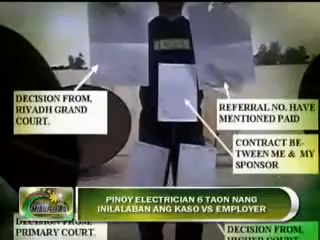 DECISION FROM,
RIYADH GRAND
COURT.
REFERRAL NO. HAVE
MENTIONED PAID
CONTRACT BE-
TWEEN ME & MY
SPONSOR
PINOY ELECTRICIAN 6 TAON NANG
INILALABAN ANG KASO VS EMPLOYER
DECISION FROM,
PRIMARY COURT.
DECISION FROM,